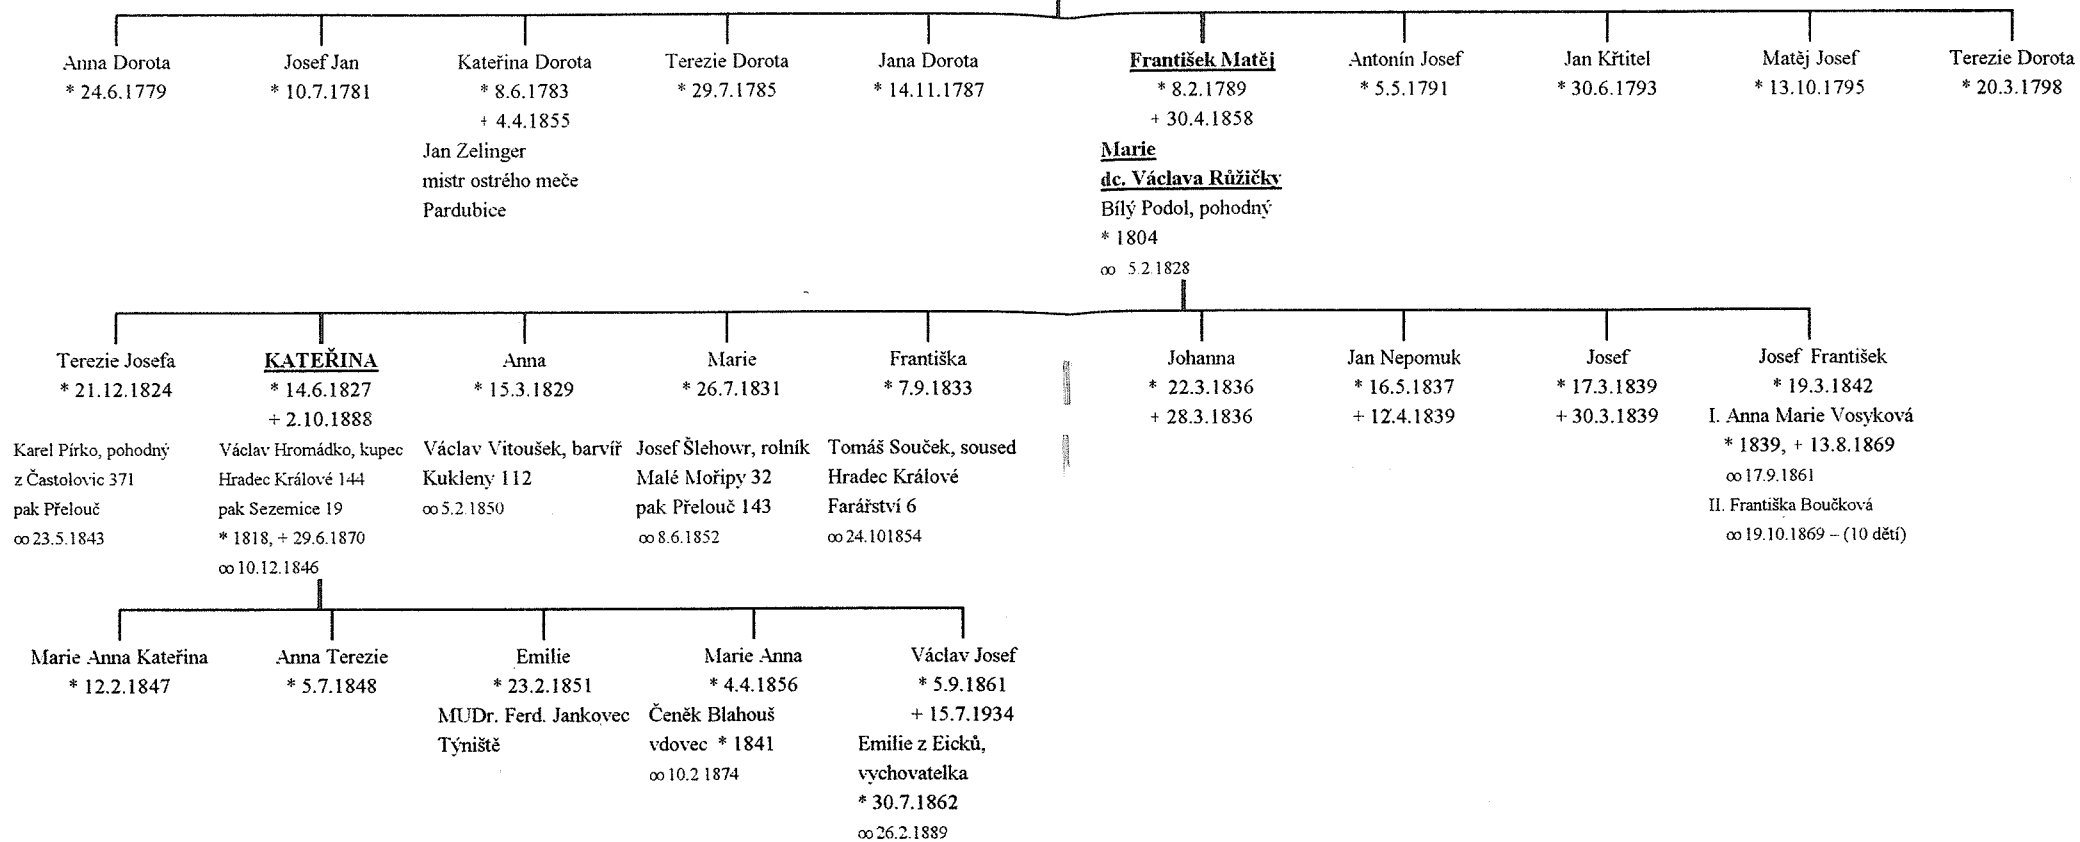 Anna Dorota
* 24.6.1779
Josef Jan
* 10.7.1781
Kateřina Dorota
* 8.6.1783
+ 4.4.1855
Jan Zelinger
mistr ostrého meče
Pardubice
Terezie Dorota
* 29.7.1785
Jana Dorota
* 14.11.1787
František Matěj
* 8.2.1789
+ 30.4.1858
Marie
dc. Václava Růžičky
Bílý Podol, pohodný
* 1804
∞ 5.2.1828
Antonín Josef
* 5.5.1791
Jan Křtitel
* 30.6.1793
Matěj Josef
* 13.10.1795
Terezie Dorota
* 20.3.1798
Terezie Josefa
* 21.12.1824
Karel Pírko, pohodný
z Častolovic 371
pak Přelouč
∞ 23.5.1843
KATEŘINA
* 14.6.1827
+ 2.10.1888
Václav Hromádko, kupec
Hradec Králové 144
pak Sezemice 19
* 1818, + 29.6.1870
∞ 10.12.1846
Anna
* 15.3.1829
Václav Vitoušek, barvíř
Kukleny 112
∞ 5.2.1850
Marie
* 26.7.1831
Josef Šlehowr, rolník
Malé Mořipy 32
pak Přelouč 143
∞ 8.6.1852
Františka
* 7.9.1833
Tomáš Souček, soused
Hradec Králové
Farářství 6
∞ 24.101854
Johanna
* 22.3.1836
+ 28.3.1836
Jan Nepomuk
* 16.5.1837
+ 12.4.1839
Josef
* 17.3.1839
+ 30.3.1839
Josef František
* 19.3.1842
I. Anna Marie Vosyková
* 1839, + 13.8.1869
∞ 17.9.1861
II. Františka Boučková
∞ 19.10.1869 – (10 dětí)
Marie Anna Kateřina
* 12.2.1847
Anna Terezie
* 5.7.1848
Emilie
* 23.2.1851
MUDr. Ferd. Jankovec
Týniště
Marie Anna
* 4.4.1856
Čeněk Blahouš
vdovec * 1841
∞ 10.2 1874
Václav Josef
* 5.9.1861
+ 15.7.1934
Emilie z Eicků,
vychovatelka
* 30.7.1862
∞ 26.2.1889